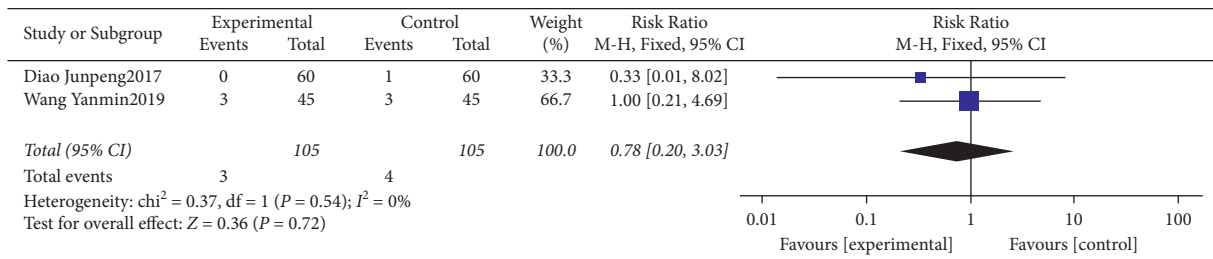 Study or Subgroup Experimental Control Weight Risk Ratio Risk Ratio
Events Total Events Total (%) M-H, Fixed, 95% CI M-H, Fixed, 95% CI
Diao Junpeng2017 0 60 1 60 33.3 0.33 [0.01, 8.02]
Wang Yanmin2019 3 45 3 45 66.7 1.00 [0.21, 4.69]
Total (95% CI) 105 105 100.0 0.78 [0.20, 3.03]
Total events 3 4
Heterogeneity: chi² = 0.37, df = 1 (P = 0.54); I² = 0%
Test for overall effect: Z = 0.36 (P = 0.72)
0.01 0.1 1 10 100
Favours [experimental] Favours [control]